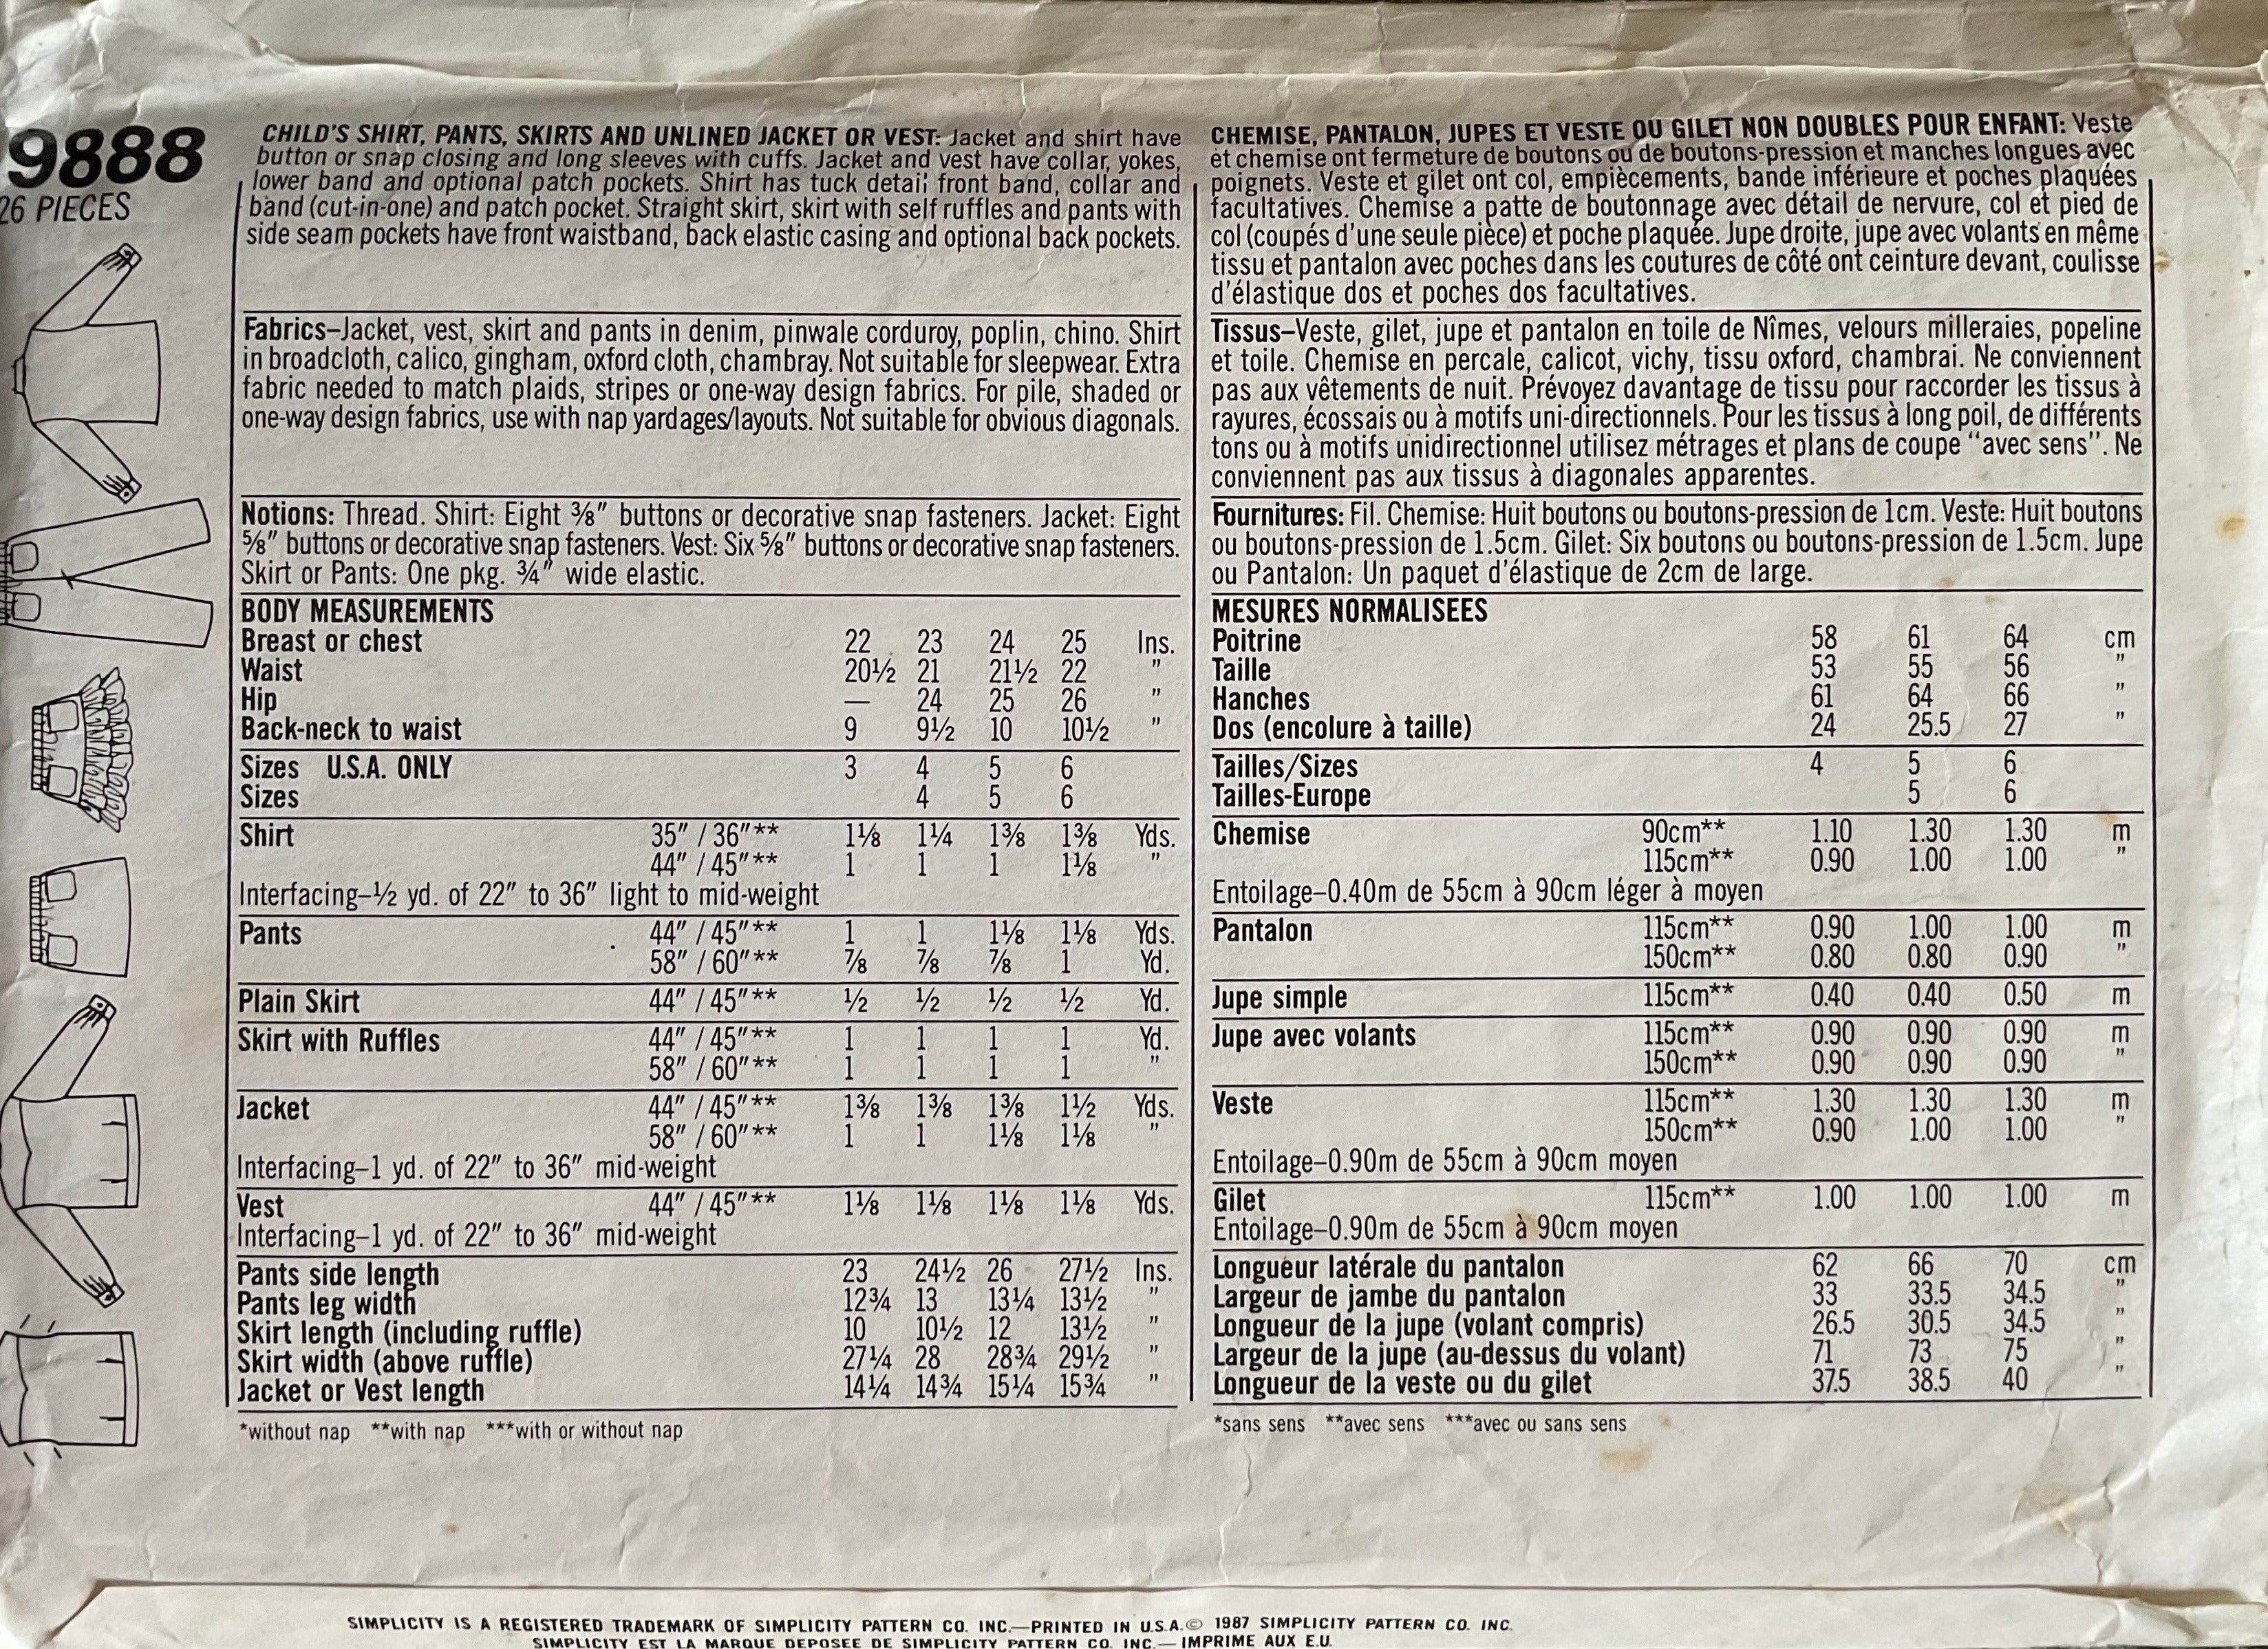 9888
26 PIECES
CHILD'S SHIRT, PANTS, SKIRTS AND UNLINED JACKET OR VEST: Jacket and shirt have
button or snap closing and long sleeves with cuffs. Jacket and vest have collar, yokes,
lower band and optional patch pockets. Shirt has tuck detail front band, collar and
band (cut-in-one) and patch pocket. Straight skirt, skirt with self ruffles and pants with
side seam pockets have front waistband, back elastic casing and optional back pockets.
Fabrics–Jacket, vest, skirt and pants in denim, pinwale corduroy, poplin, chino. Shirt
in broadcloth, calico, gingham, oxford cloth, chambray. Not suitable for sleepwear. Extra
fabric needed to match plaids, stripes or one-way design fabrics. For pile, shaded or
one-way design fabrics, use with nap yardages/layouts. Not suitable for obvious diagonals.
Notions: Thread. Shirt: Eight ⅜" buttons or decorative snap fasteners. Jacket: Eight
⅝" buttons or decorative snap fasteners. Vest: Six ⅝" buttons or decorative snap fasteners.
Skirt or Pants: One pkg. ¾" wide elastic.
BODY MEASUREMENTS
Breast or chest 22 23 24 25 Ins.
Waist 20½ 21 21½ 22 "
Hip — 24 25 26 "
Back-neck to waist 9 9½ 10 10½ "
Sizes U.S.A. ONLY 3 4 5 6
Sizes 4 5 6
Shirt 35" / 36"** 1⅛ 1¼ 1⅜ 1⅜ Yds.
44" / 45"** 1 1 1 1⅛ "
Interfacing–½ yd. of 22" to 36" light to mid-weight
Pants 44" / 45"** 1 1 1⅛ 1⅛ Yds.
58" / 60"** ⅞ ⅞ ⅞ 1 Yd.
Plain Skirt 44" / 45"** ½ ½ ½ ½ Yd.
Skirt with Ruffles 44" / 45"** 1 1 1 1 Yd.
58" / 60"** 1 1 1 1 "
Jacket 44" / 45"** 1⅜ 1⅜ 1⅜ 1½ Yds.
58" / 60"** 1 1 1⅛ 1⅛ "
Interfacing–1 yd. of 22" to 36" mid-weight
Vest 44" / 45"** 1⅛ 1⅛ 1⅛ 1⅛ Yds.
Interfacing–1 yd. of 22" to 36" mid-weight
Pants side length 23 24½ 26 27½ Ins.
Pants leg width 12¾ 13 13¼ 13½ "
Skirt length (including ruffle) 10 10½ 12 13½ "
Skirt width (above ruffle) 27¼ 28 28¾ 29½ "
Jacket or Vest length 14¼ 14¾ 15¼ 15¾ "
*without nap **with nap ***with or without nap
CHEMISE, PANTALON, JUPES ET VESTE OU GILET NON DOUBLES POUR ENFANT: Veste
et chemise ont fermeture de boutons ou de boutons-pression et manches longues avec
poignets. Veste et gilet ont col, empiècements, bande inférieure et poches plaquées
facultatives. Chemise a patte de boutonnage avec détail de nervure, col et pied de
col (coupés d'une seule pièce) et poche plaquée. Jupe droite, jupe avec volants en même
tissu et pantalon avec poches dans les coutures de côté ont ceinture devant, coulisse
d'élastique dos et poches dos facultatives.
Tissus–Veste, gilet, jupe et pantalon en toile de Nîmes, velours milleraies, popeline
et toile. Chemise en percale, calicot, vichy, tissu oxford, chambrai. Ne conviennent
pas aux vêtements de nuit. Prévoyez davantage de tissu pour raccorder les tissus à
rayures, écossais ou à motifs uni-directionnels. Pour les tissus à long poil, de différents
tons ou à motifs unidirectionnel utilisez métrages et plans de coupe "avec sens". Ne
conviennent pas aux tissus à diagonales apparentes.
Fournitures: Fil. Chemise: Huit boutons ou boutons-pression de 1cm. Veste: Huit boutons
ou boutons-pression de 1.5cm. Gilet: Six boutons ou boutons-pression de 1.5cm. Jupe
ou Pantalon: Un paquet d'élastique de 2cm de large.
MESURES NORMALISEES
Poitrine 58 61 64 cm
Taille 53 55 56 "
Hanches 61 64 66 "
Dos (encolure à taille) 24 25.5 27 "
Tailles/Sizes 4 5 6
Tailles-Europe 5 6
Chemise 90cm** 1.10 1.30 1.30 m
115cm** 0.90 1.00 1.00 "
Entoilage–0.40m de 55cm à 90cm léger à moyen
Pantalon 115cm** 0.90 1.00 1.00 m
150cm** 0.80 0.80 0.90 "
Jupe simple 115cm** 0.40 0.40 0.50 m
Jupe avec volants 115cm** 0.90 0.90 0.90 m
150cm** 0.90 0.90 0.90 "
Veste 115cm** 1.30 1.30 1.30 m
150cm** 0.90 1.00 1.00 "
Entoilage–0.90m de 55cm à 90cm moyen
Gilet 115cm** 1.00 1.00 1.00 m
Entoilage–0.90m de 55cm à 90cm moyen
Longueur latérale du pantalon 62 66 70 cm
Largeur de jambe du pantalon 33 33.5 34.5 "
Longueur de la jupe (volant compris) 26.5 30.5 34.5 "
Largeur de la jupe (au-dessus du volant) 71 73 75 "
Longueur de la veste ou du gilet 37.5 38.5 40 "
*sans sens **avec sens ***avec ou sans sens
SIMPLICITY IS A REGISTERED TRADEMARK OF SIMPLICITY PATTERN CO. INC.—PRINTED IN U.S.A.© 1987 SIMPLICITY PATTERN CO. INC.
SIMPLICITY EST LA MARQUE DEPOSEE DE SIMPLICITY PATTERN CO. INC.— IMPRIME AUX E.U.